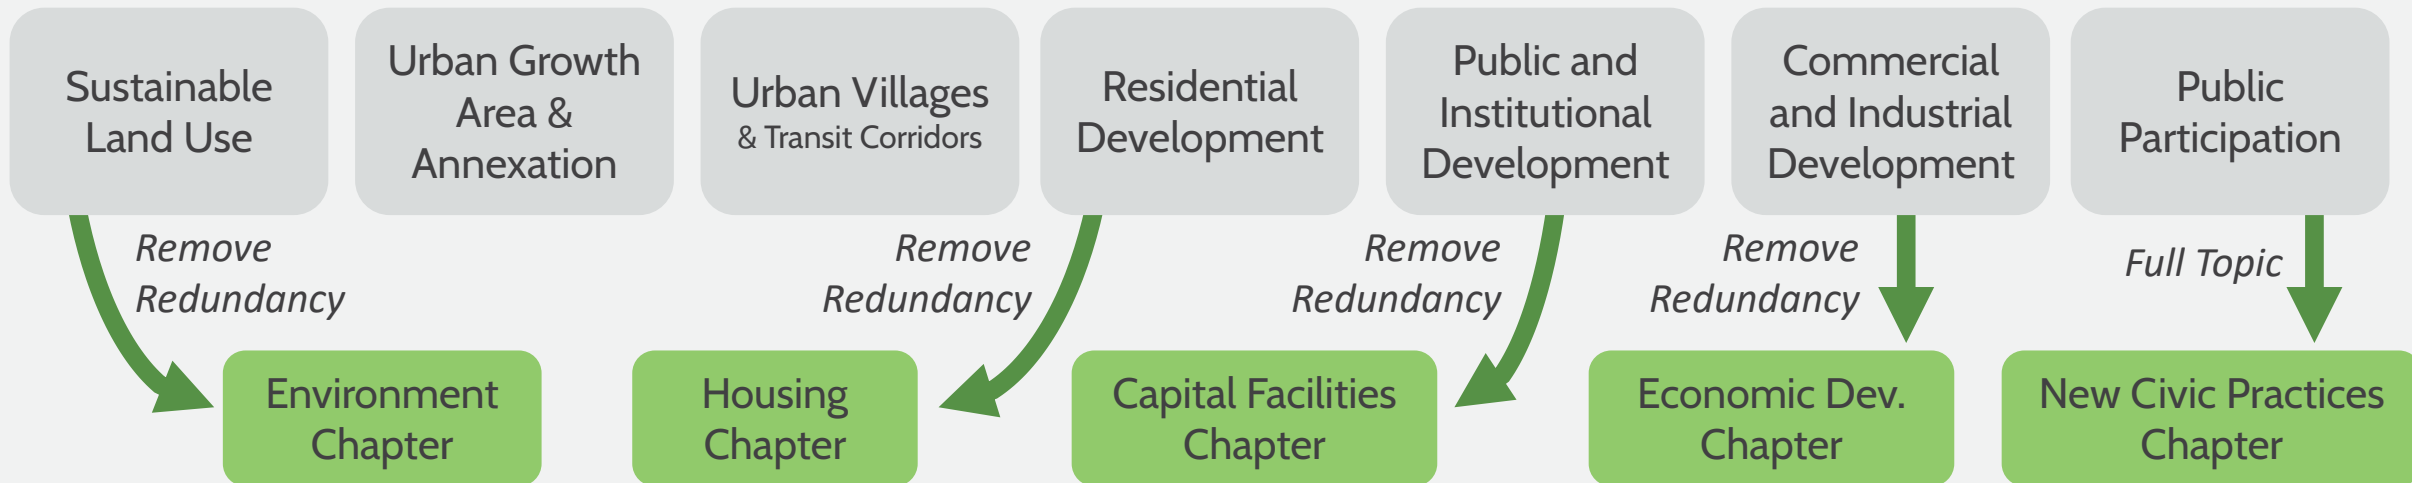 Sustainable
Land Use
Urban Growth
Area &
Annexation
Urban Villages
& Transit Corridors
Residential
Development
Public and
Institutional
Development
Commercial
and Industrial
Development
Public
Participation
Remove
Redundancy
Remove
Redundancy
Remove
Redundancy
Remove
Redundancy
Full Topic
Environment
Chapter
Housing
Chapter
Capital Facilities
Chapter
Economic Dev.
Chapter
New Civic Practices
Chapter